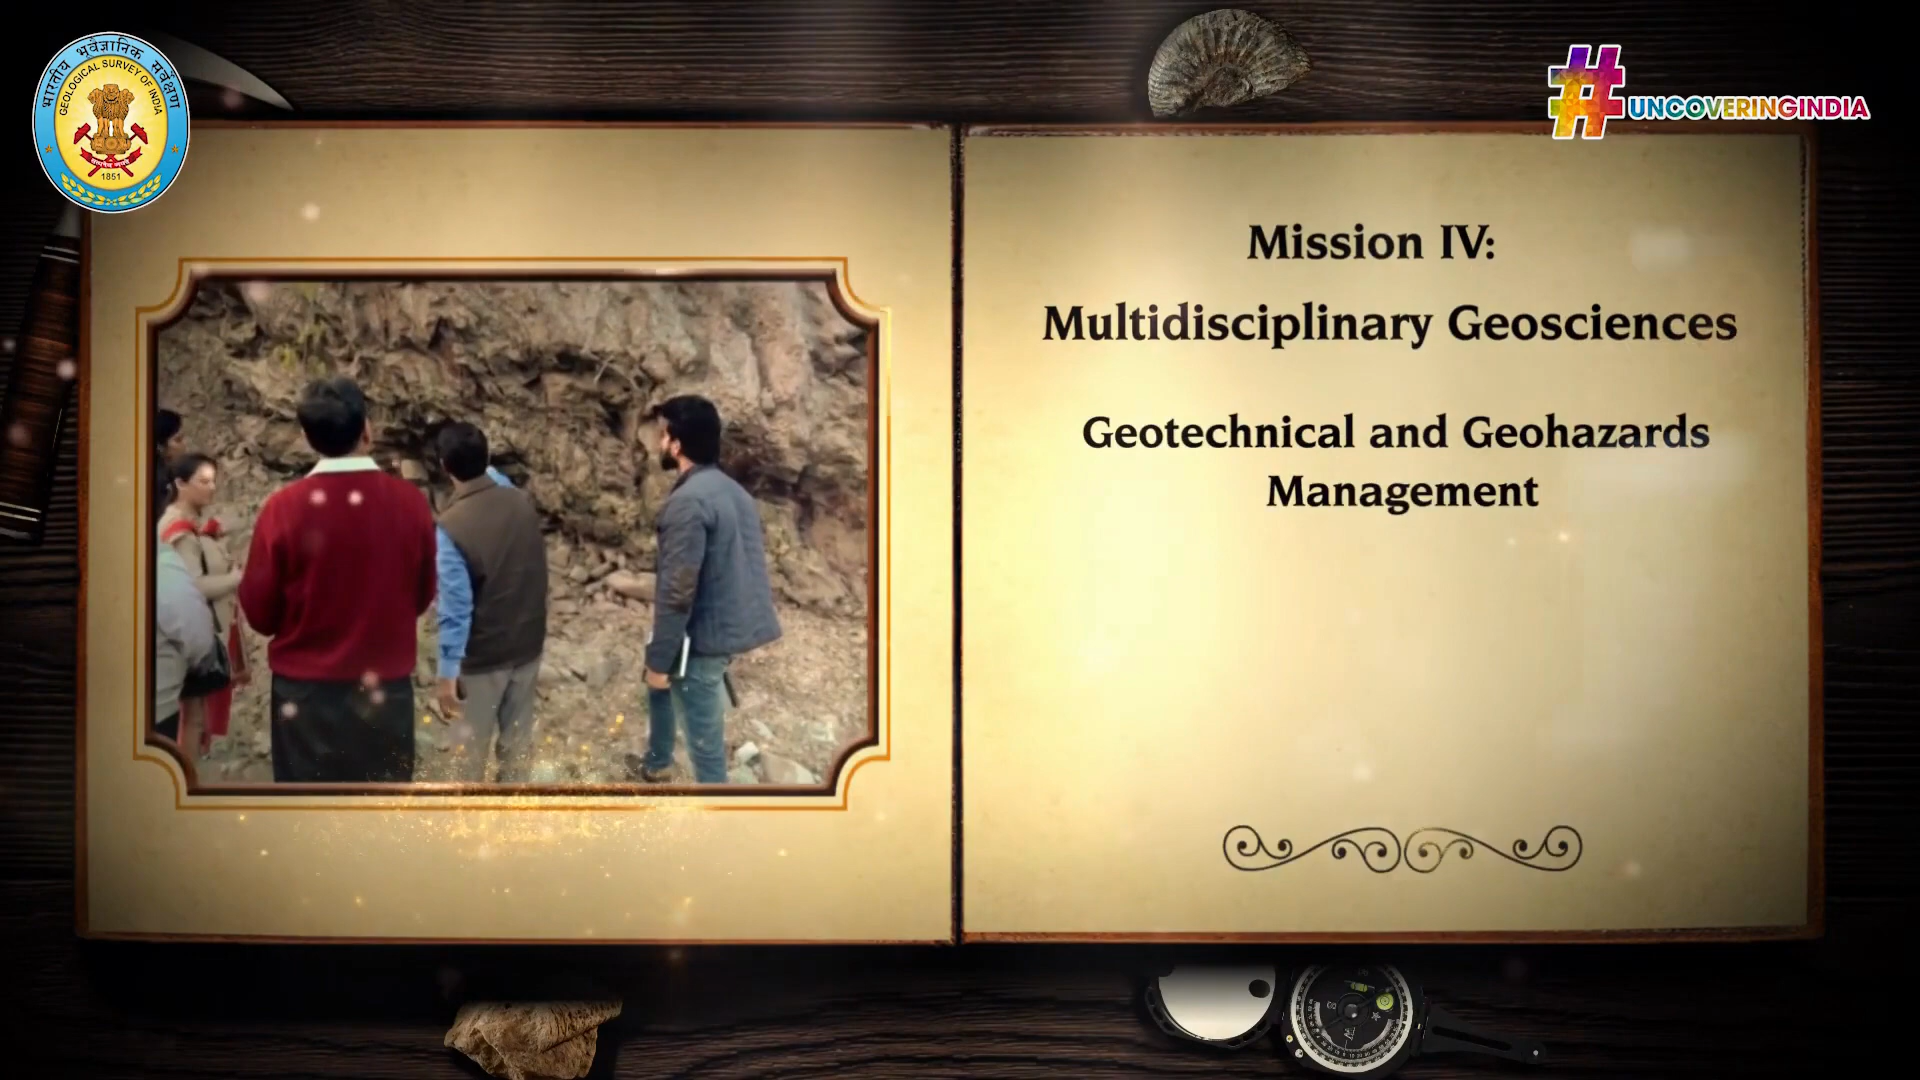 भारतीय भूवैज्ञानिक सर्वेक्षण
GEOLOGICAL SURVEY OF INDIA
1851
#UNCOVERINGINDIA
Mission IV:
Multidisciplinary Geosciences
Geotechnical and Geohazards
Management